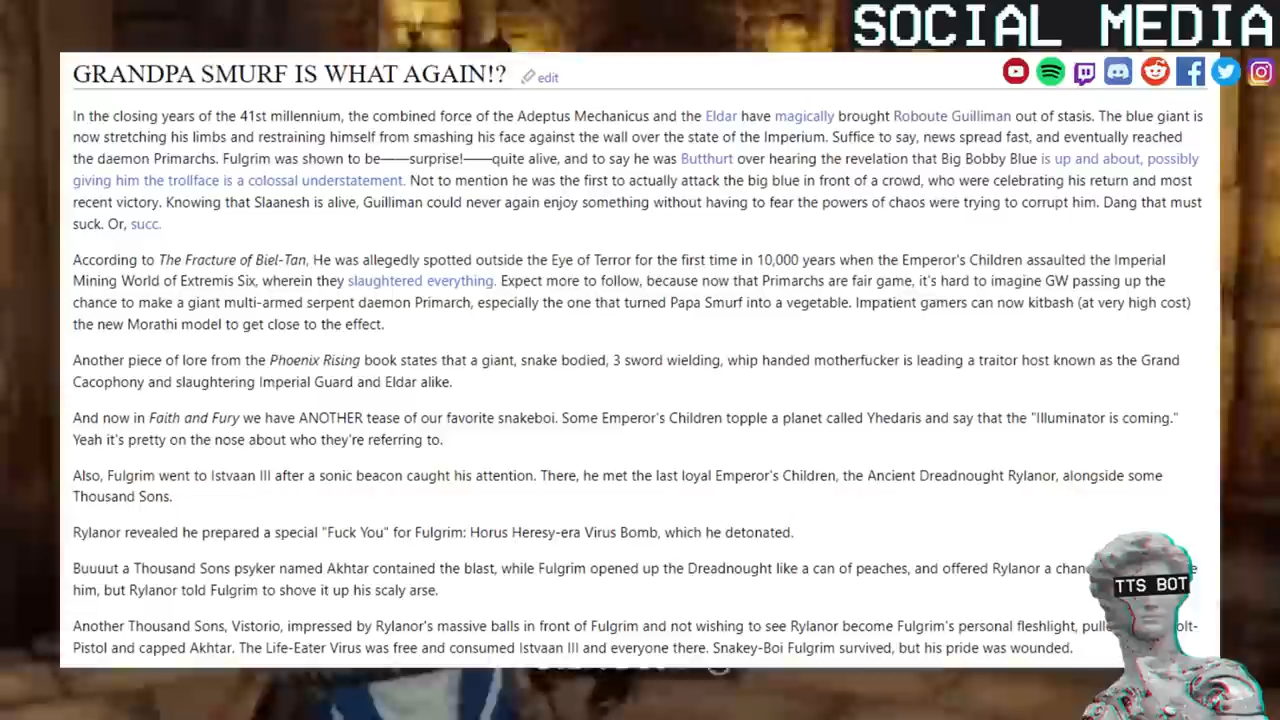 SOCIAL MEDIA
GRANDPA SMURF IS WHAT AGAIN!? edit
In the closing years of the 41st millennium, the combined force of the Adeptus Mechanicus and the Eldar have magically brought Roboute Guilliman out of stasis. The blue giant is
now stretching his limbs and restraining himself from smashing his face against the wall over the state of the Imperium. Suffice to say, news spread fast, and eventually reached
the daemon Primarchs. Fulgrim was shown to be——surprise!——quite alive, and to say he was Butthurt over hearing the revelation that Big Bobby Blue is up and about, possibly
giving him the trollface is a colossal understatement. Not to mention he was the first to actually attack the big blue in front of a crowd, who were celebrating his return and most
recent victory. Knowing that Slaanesh is alive, Guilliman could never again enjoy something without having to fear the powers of chaos were trying to corrupt him. Dang that must
suck. Or, succ.
According to The Fracture of Biel-Tan, He was allegedly spotted outside the Eye of Terror for the first time in 10,000 years when the Emperor's Children assaulted the Imperial
Mining World of Extremis Six, wherein they slaughtered everything. Expect more to follow, because now that Primarchs are fair game, it's hard to imagine GW passing up the
chance to make a giant multi-armed serpent daemon Primarch, especially the one that turned Papa Smurf into a vegetable. Impatient gamers can now kitbash (at very high cost)
the new Morathi model to get close to the effect.
Another piece of lore from the Phoenix Rising book states that a giant, snake bodied, 3 sword wielding, whip handed motherfucker is leading a traitor host known as the Grand
Cacophony and slaughtering Imperial Guard and Eldar alike.
And now in Faith and Fury we have ANOTHER tease of our favorite snakeboi. Some Emperor's Children topple a planet called Yhedaris and say that the "Illuminator is coming."
Yeah it's pretty on the nose about who they're referring to.
Also, Fulgrim went to Istvaan III after a sonic beacon caught his attention. There, he met the last loyal Emperor's Children, the Ancient Dreadnought Rylanor, alongside some
Thousand Sons.
Rylanor revealed he prepared a special "Fuck You" for Fulgrim: Horus Heresy-era Virus Bomb, which he detonated.
Buuuut a Thousand Sons psyker named Akhtar contained the blast, while Fulgrim opened up the Dreadnought like a can of peaches, and offered Rylanor a
him, but Rylanor told Fulgrim to shove it up his scaly arse.
TTS BOT
Another Thousand Sons, Vistorio, impressed by Rylanor's massive balls in front of Fulgrim and not wishing to see Rylanor become Fulgrim's personal fleshlight,
Pistol and capped Akhtar. The Life-Eater Virus was free and consumed Istvaan III and everyone there. Snakey-Boi Fulgrim survived, but his pride was wounded.